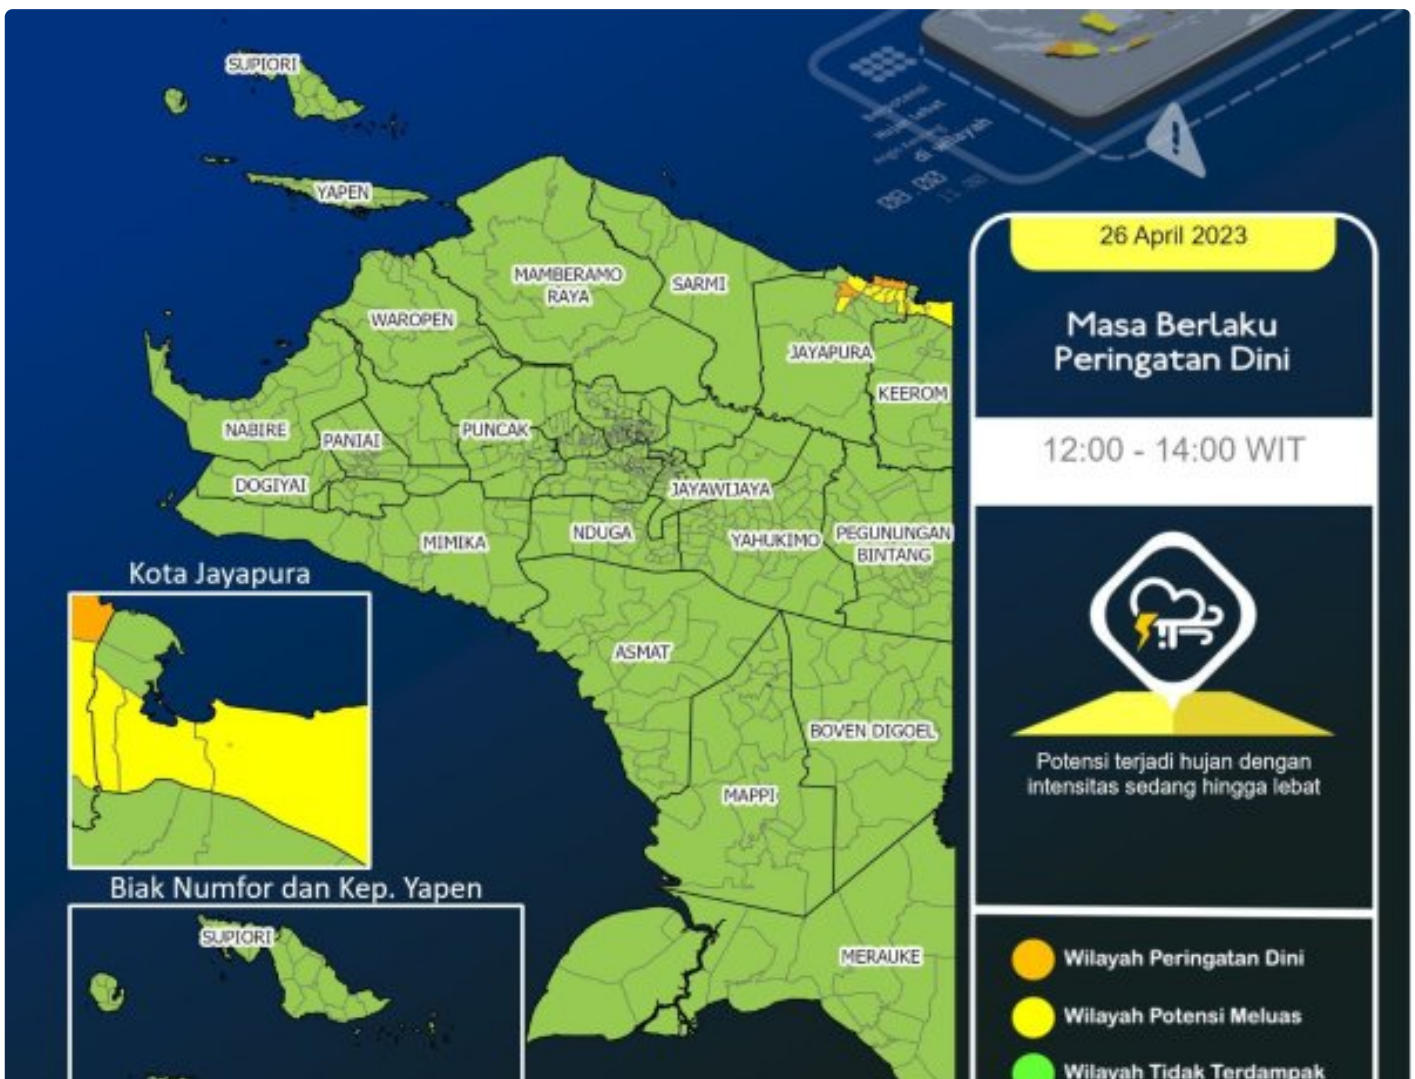 SUPIORI
YAPEN
MAMBERAMO
RAYA
SARMI
WAROPEN
JAYAPURA
KEEROM
NABIRE
PANIAI
PUNCAK
DOGIYAI
JAYAWIJAYA
MIMIKA
NDUGA
YAHUKIMO
PEGUNUNGAN
BINTANG
ASMAT
BOVEN DIGOEL
MAPPI
MERAUKE
Kota Jayapura
Biak Numfor dan Kep. Yapen
SUPIORI
di wilayah
26 April 2023
Masa Berlaku
Peringatan Dini
12:00 - 14:00 WIT
Potensi terjadi hujan dengan
intensitas sedang hingga lebat
Wilayah Peringatan Dini
Wilayah Potensi Meluas
Wilayah Tidak Terdampak